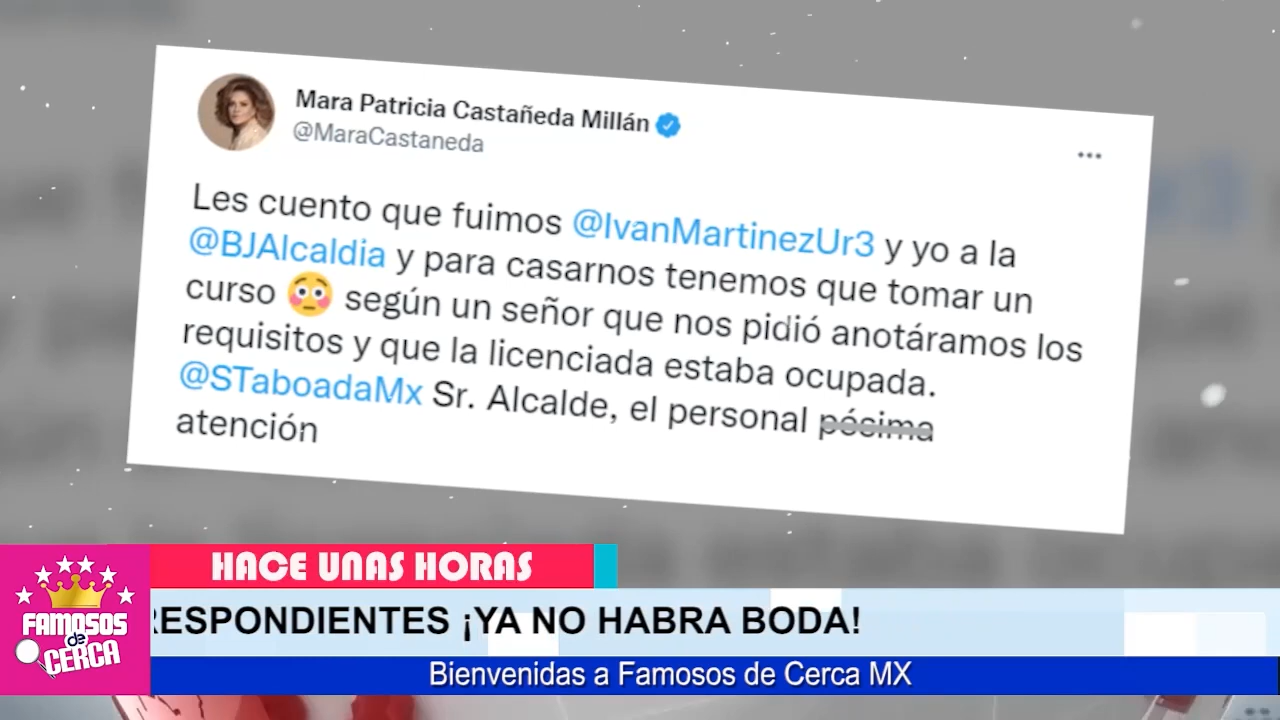 Mara Patricia Castañeda Millán
@MaraCastaneda
Les cuento que fuimos @IvanMartinezUr3 y yo a la
@BJAlcaldia y para casarnos tenemos que tomar un
curso 😳 según un señor que nos pidió anotáramos los
requisitos y que la licenciada estaba ocupada.
@STaboadaMx Sr. Alcalde, el personal pésima
atención
HACE UNAS HORAS
RESPONDIENTES ¡YA NO HABRA BODA!
Bienvenidas a Famosos de Cerca MX
FAMOSOS
de
CERCA